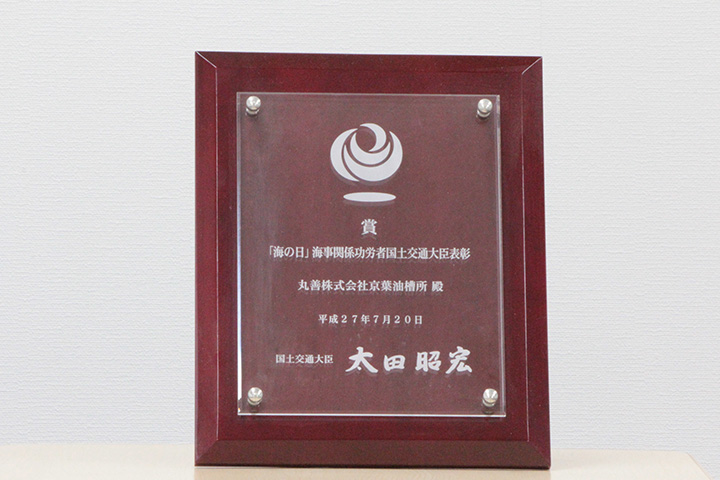 賞
「海の日」海事関係功労者国土交通大臣表彰
丸善株式会社京葉油槽所 殿
平成27年7月20日
国土交通大臣 太田昭宏